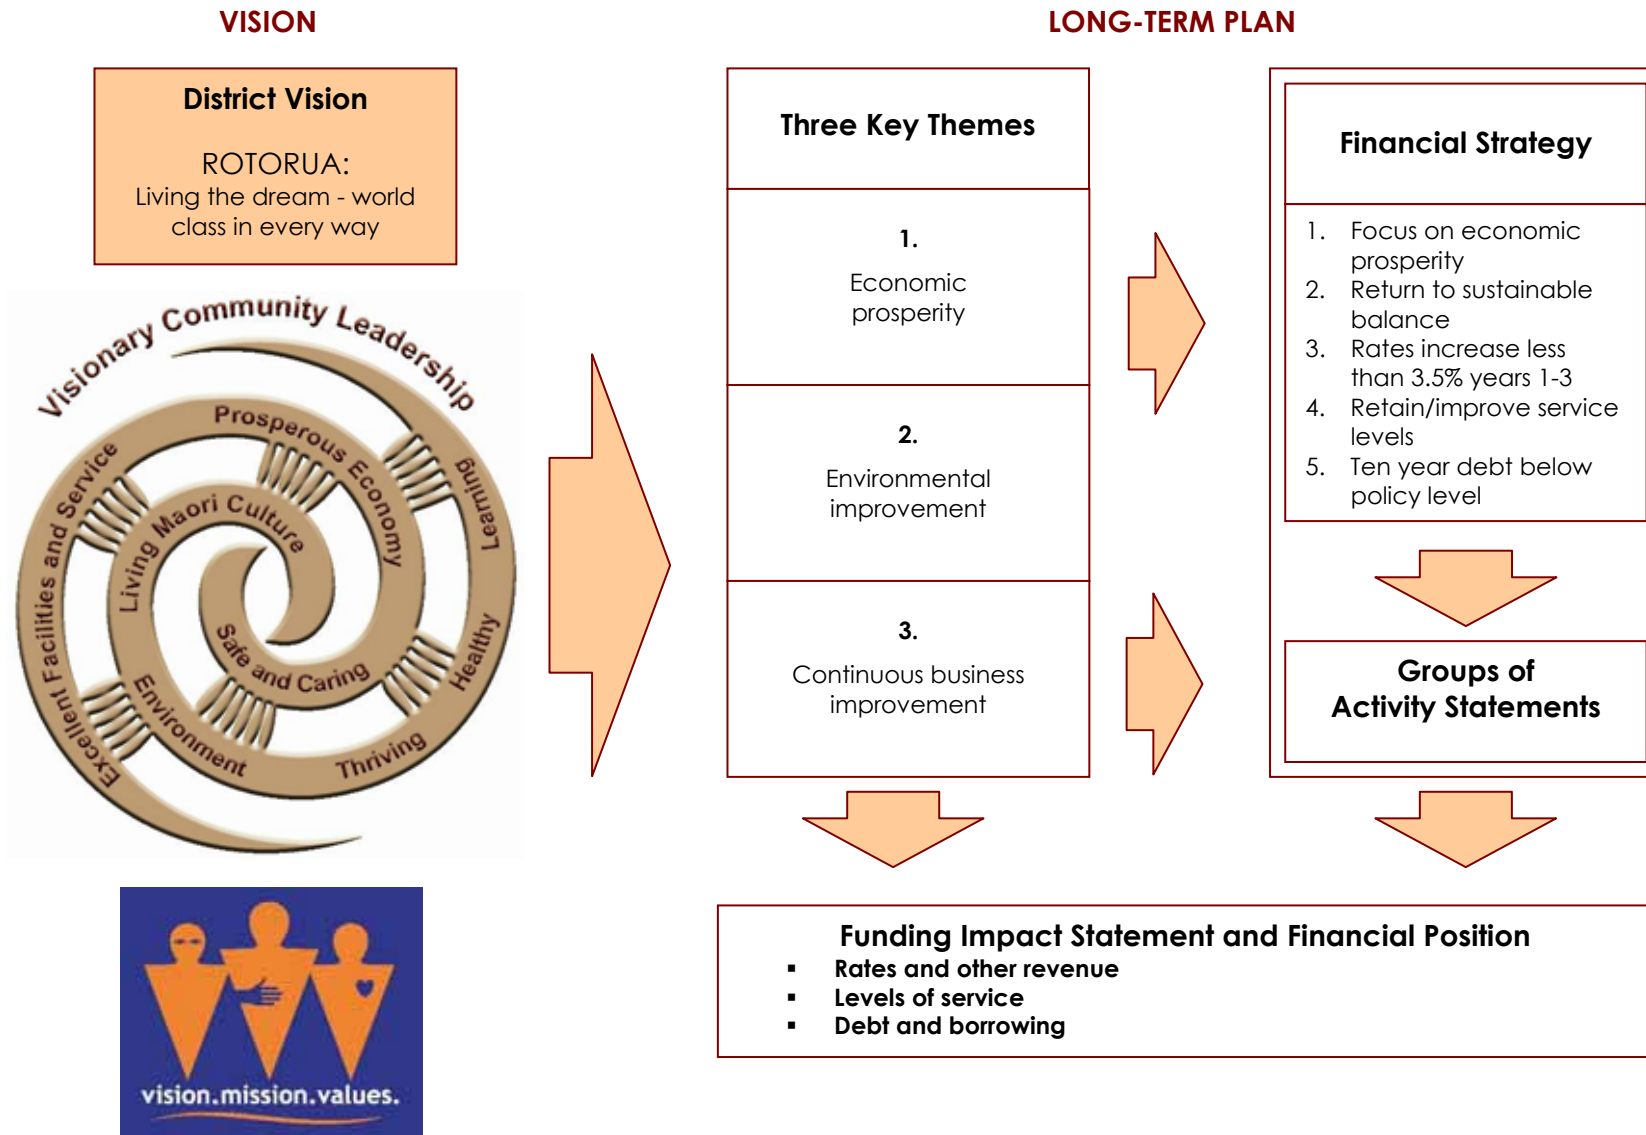 VISION
LONG-TERM PLAN
District Vision
ROTORUA:
Living the dream - world
class in every way
Visionary Community Leadership
Excellent Facilities and Service
Prosperous Economy
Learning
Living Maori Culture
Safe and Caring
Environment
Thriving
Healthy
vision.mission.values.
Three Key Themes
1.
Economic
prosperity
2.
Environmental
improvement
3.
Continuous business
improvement
Financial Strategy
1. Focus on economic
prosperity
2. Return to sustainable
balance
3. Rates increase less
than 3.5% years 1-3
4. Retain/improve service
levels
5. Ten year debt below
policy level
Groups of
Activity Statements
Funding Impact Statement and Financial Position
▪ Rates and other revenue
▪ Levels of service
▪ Debt and borrowing